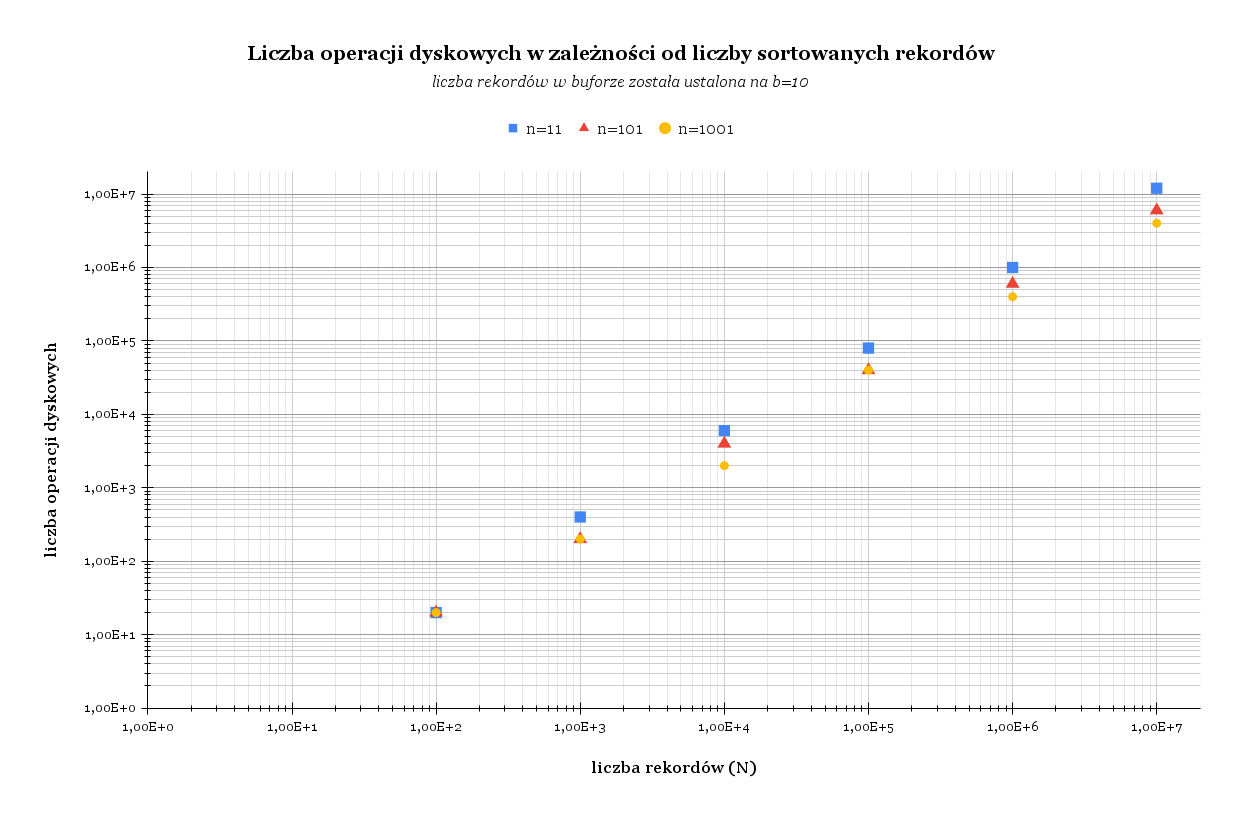 Liczba operacji dyskowych w zależności od liczby sortowanych rekordów
liczba rekordów w buforze została ustalona na b=10
n=11 n=101 n=1001
1,00E+7
1,00E+6
1,00E+5
1,00E+4
1,00E+3
1,00E+2
1,00E+1
1,00E+0
liczba operacji dyskowych
1,00E+0 1,00E+1 1,00E+2 1,00E+3 1,00E+4 1,00E+5 1,00E+6 1,00E+7
liczba rekordów (N)